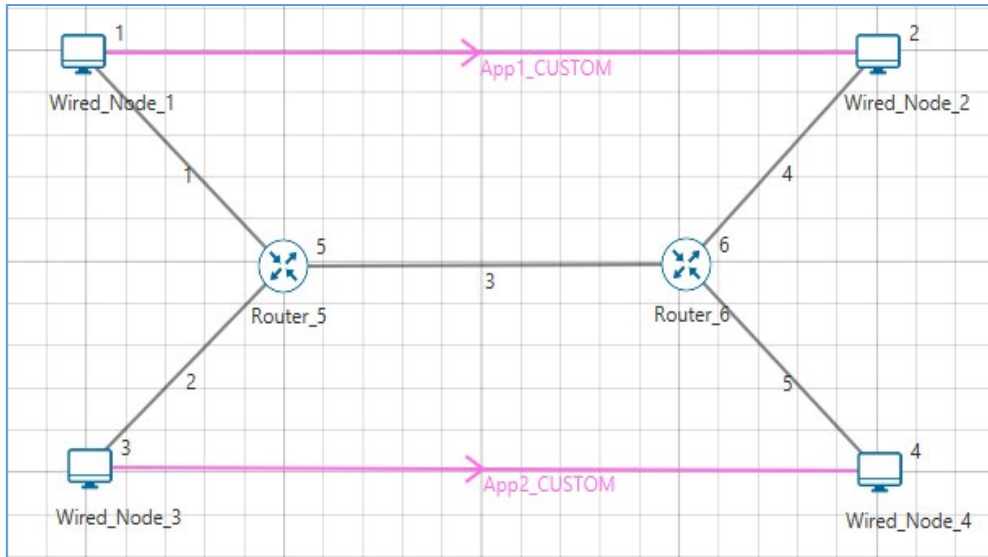 1
2
App1_CUSTOM
Wired_Node_1
Wired_Node_2
1
4
5
6
3
Router_5
Router_6
2
5
3
4
App2_CUSTOM
Wired_Node_3
Wired_Node_4